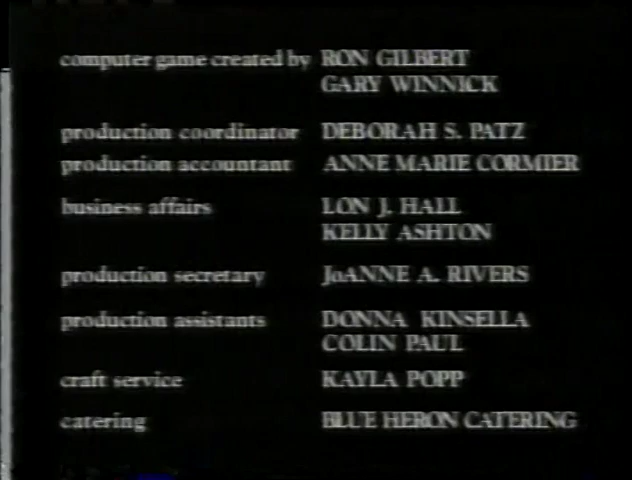 computer game created by RON GILBERT
GARY WINNICK
production coordinator DEBORAH S. PATZ
production accountant ANNE MARIE CORMIER
business affairs LON J. HALL
KELLY ASHTON
production secretary JoANNE A. RIVERS
production assistants DONNA KINSELLA
COLIN PAUL
craft service KAYLA POPP
catering BLUE HERON CATERING